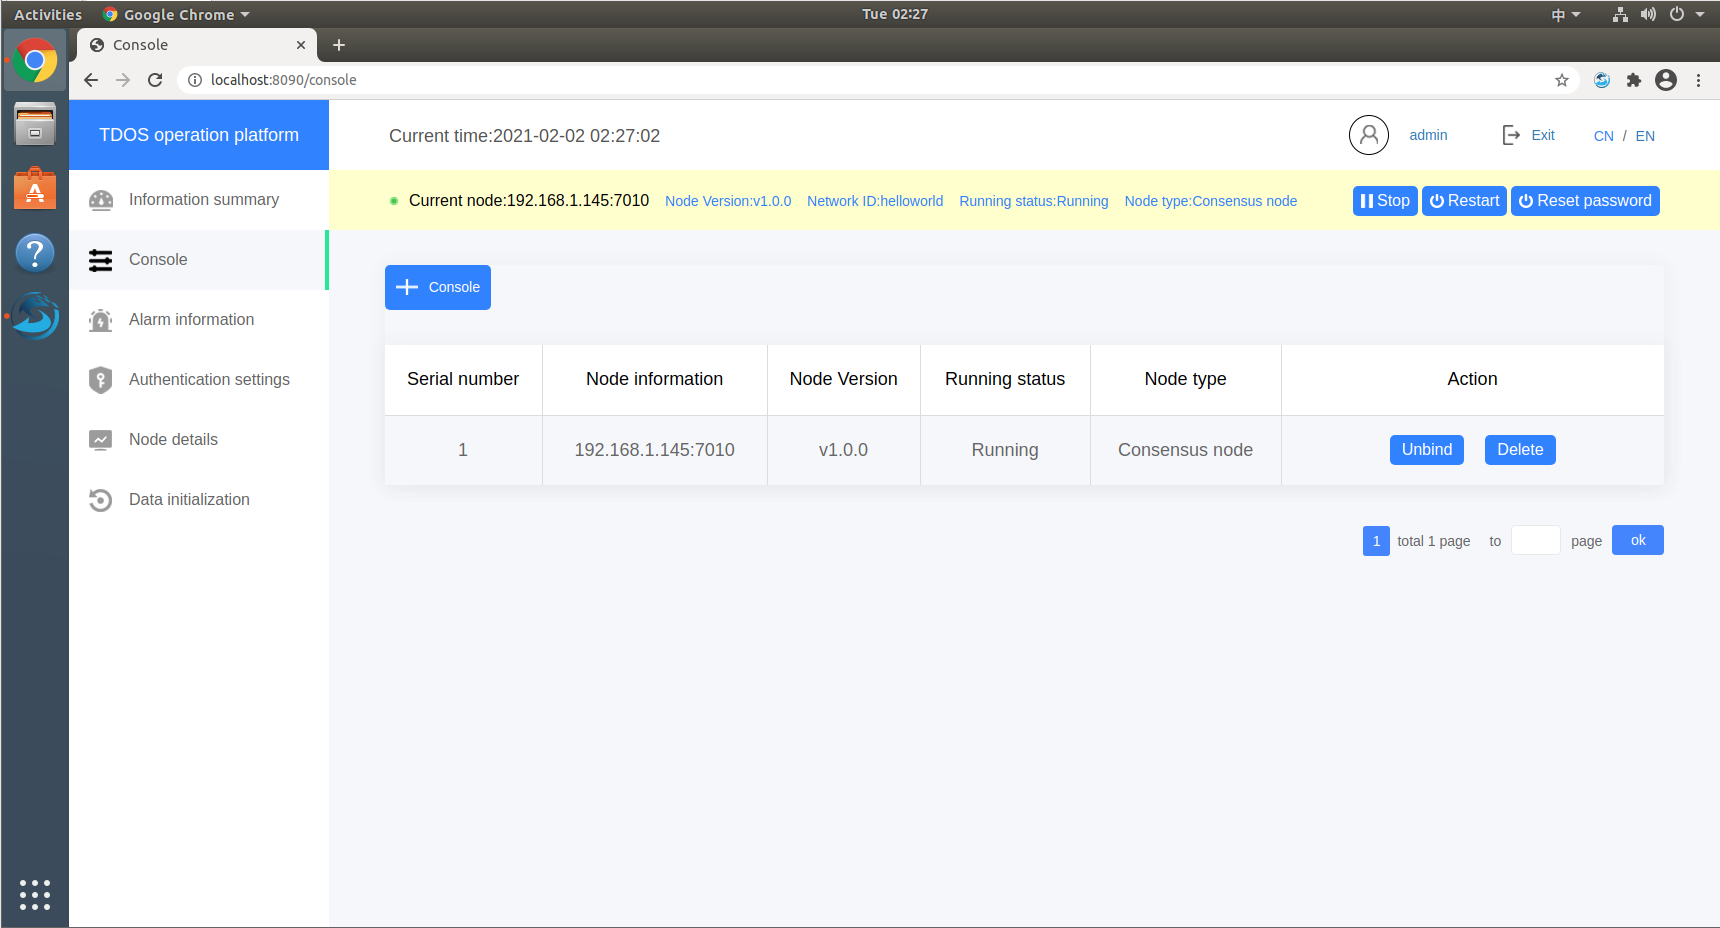 Activities Google Chrome Tue 02:27 中
Console
localhost:8090/console
TDOS operation platform Current time:2021-02-02 02:27:02 admin Exit CN / EN
Information summary
Current node:192.168.1.145:7010 Node Version:v1.0.0 Network ID:helloworld Running status:Running Node type:Consensus node Stop Restart Reset password
Console
Alarm information
Authentication settings
Node details
Data initialization
Console
Serial number Node information Node Version Running status Node type Action
1 192.168.1.145:7010 v1.0.0 Running Consensus node Unbind Delete
1 total 1 page to page ok